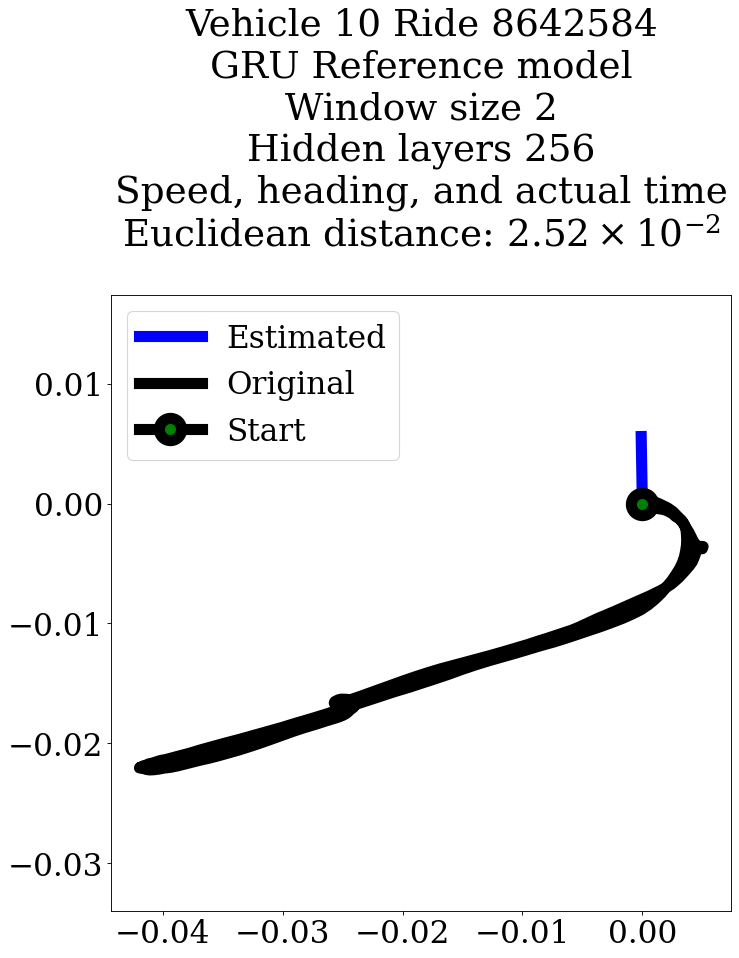 Vehicle 10 Ride 8642584
GRU Reference model
Window size 2
Hidden layers 256
Speed, heading, and actual time
Euclidean distance: 2.52 × 10⁻²
Estimated
Original
Start
0.01
0.00
−0.01
−0.02
−0.03
−0.04 −0.03 −0.02 −0.01 0.00